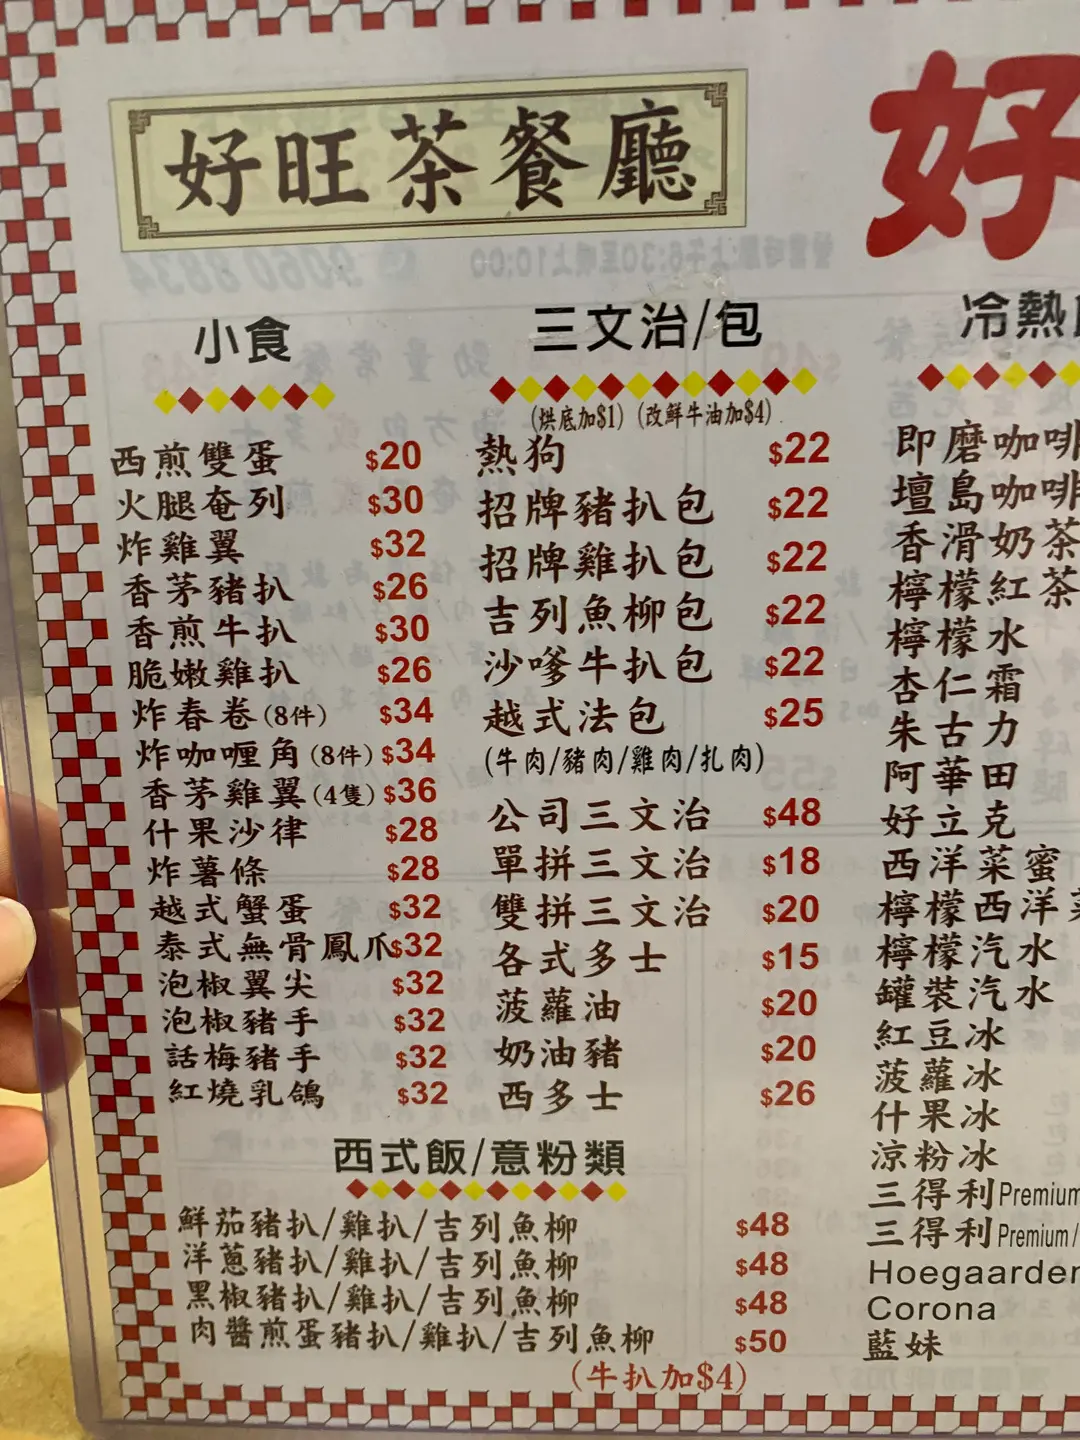 好旺茶餐廳
好
小食
西煎雙蛋 $20
火腿奄列 $30
炸雞翼 $32
香茅豬扒 $26
香煎牛扒 $30
脆嫩雞扒 $26
炸春卷(8件) $34
炸咖喱角(8件) $34
香茅雞翼(4隻) $36
什果沙律 $28
炸薯條 $28
越式蟹蛋 $32
泰式無骨鳳爪 $32
泡椒翼尖 $32
泡椒豬手 $32
話梅豬手 $32
紅燒乳鴿 $32
三文治/包
(烘底加$1) (改鮮牛油加$4)
熱狗 $22
招牌豬扒包 $22
招牌雞扒包 $22
吉列魚柳包 $22
沙嗲牛扒包 $22
越式法包 $25
(牛肉/豬肉/雞肉/扎肉)
公司三文治 $48
單拼三文治 $18
雙拼三文治 $20
各式多士 $15
菠蘿油 $20
奶油豬 $20
西多士 $26
西式飯/意粉類
鮮茄豬扒/雞扒/吉列魚柳 $48
洋蔥豬扒/雞扒/吉列魚柳 $48
黑椒豬扒/雞扒/吉列魚柳 $48
肉醬煎蛋豬扒/雞扒/吉列魚柳 $50
(牛扒加$4)
冷熱
即磨咖啡
壇島咖啡
香滑奶茶
檸檬紅茶
檸檬水
杏仁霜
朱古力
阿華田
好立克
西洋菜蜜
檸檬西洋菜
檸檬汽水
罐裝汽水
紅豆冰
菠蘿冰
什果冰
涼粉冰
三得利Premium
三得利Premium/
Hoegaarden
Corona
藍妹